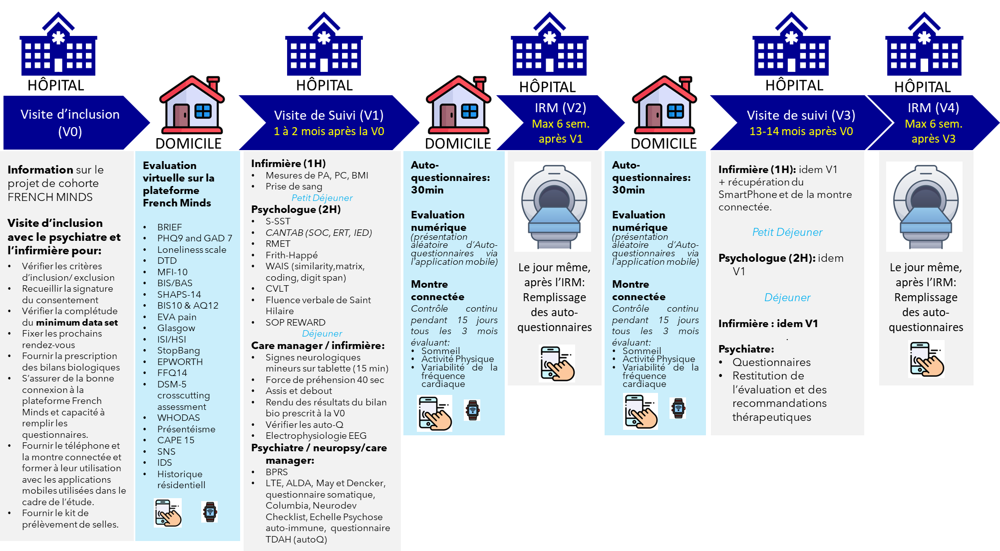 HÔPITAL
Visite d’inclusion
(V0)
Information sur le
projet de cohorte
FRENCH MINDS
Visite d’inclusion
avec le psychiatre et
l’infirmière pour:
• Vérifier les critères
d’inclusion/ exclusion
• Recueillir la signature
du consentement
• Vérifier la complétude
du minimum data set
• Fixer les prochains
rendez-vous
• Fournir la prescription
des bilans biologiques
• S’assurer de la bonne
connexion à la
plateforme French
Minds et capacité à
remplir les
questionnaires.
• Fournir le téléphone et
la montre connectée et
former à leur utilisation
avec les applications
mobiles utilisées dans le
cadre de l’étude.
• Fournir le kit de
prélèvement de selles.
DOMICILE
Evaluation
virtuelle sur la
plateforme
French Minds
• BRIEF
• PHQ9 and GAD 7
• Loneliness scale
• DTD
• MFI-10
• BIS/BAS
• SHAPS-14
• BIS10 & AQ12
• EVA pain
• Glasgow
• ISI/HSI
• StopBang
• EPWORTH
• FFQ14
• DSM-5
crosscutting
assessment
• WHODAS
• Présentéisme
• CAPE 15
• SNS
• IDS
• Historique
résidentiell
HÔPITAL
Visite de Suivi (V1)
1 à 2 mois après la V0
Infirmière (1H)
• Mesures de PA, PC, BMI
• Prise de sang
Petit Déjeuner
Psychologue (2H)
• S-SST
• CANTAB (SOC, ERT, IED)
• RMET
• Frith-Happé
• WAIS (similarity,matrix,
coding, digit span)
• CVLT
• Fluence verbale de Saint
Hilaire
• SOP REWARD
Déjeuner
Care manager / infirmière:
• Signes neurologiques
mineurs sur tablette (15 min)
• Force de préhension 40 sec
• Assis et debout
• Rendu des résultats du bilan
bio prescrit à la V0
• Vérifier les auto-Q
• Electrophysiologie EEG
Psychiatre / neuropsy/care
manager:
• BPRS
• LTE, ALDA, May et Dencker,
questionnaire somatique,
Columbia, Neurodev
Checklist, Echelle Psychose
auto-immune, questionnaire
TDAH (autoQ)
DOMICILE
Auto-
questionnaires:
30min
Evaluation
numérique
(présentation
aléatoire d’Auto-
questionnaires via
l’application mobile)
Montre
connectée
Contrôle continu
pendant 15 jours
tous les 3 mois
évaluant:
• Sommeil
• Activité Physique
• Variabilité de la
fréquence
cardiaque
HÔPITAL
IRM (V2)
Max 6 sem.
après V1
Le jour même,
après l’IRM:
Remplissage
des auto-
questionnaires
DOMICILE
Auto-
questionnaires:
30min
Evaluation
numérique
(présentation
aléatoire d’Auto-
questionnaires via
l’application mobile)
Montre
connectée
Contrôle continu
pendant 15 jours
tous les 3 mois
évaluant:
• Sommeil
• Activité Physique
• Variabilité de la
fréquence
cardiaque
HÔPITAL
Visite de suivi (V3)
13-14 mois après V0
Infirmière (1H): idem V1
+ récupération du
SmartPhone et de la montre
connectée.
Petit Déjeuner
Psychologue (2H): idem
V1
Déjeuner
Infirmière : idem V1
.
Psychiatre:
• Questionnaires
• Restitution de
l’évaluation et des
recommandations
thérapeutiques
HÔPITAL
IRM (V4)
Max 6 sem.
après V3
Le jour même,
après l’IRM:
Remplissage
des auto-
questionnaires